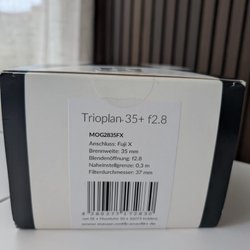 Trioplan 35+ f2.8
MOG2835FX
Anschluss: Fuji X
Brennweite: 35 mm
Blendenöffnung: f2.8
Naheinstellgrenze: 0,3 m
Filterdurchmesser: 37 mm